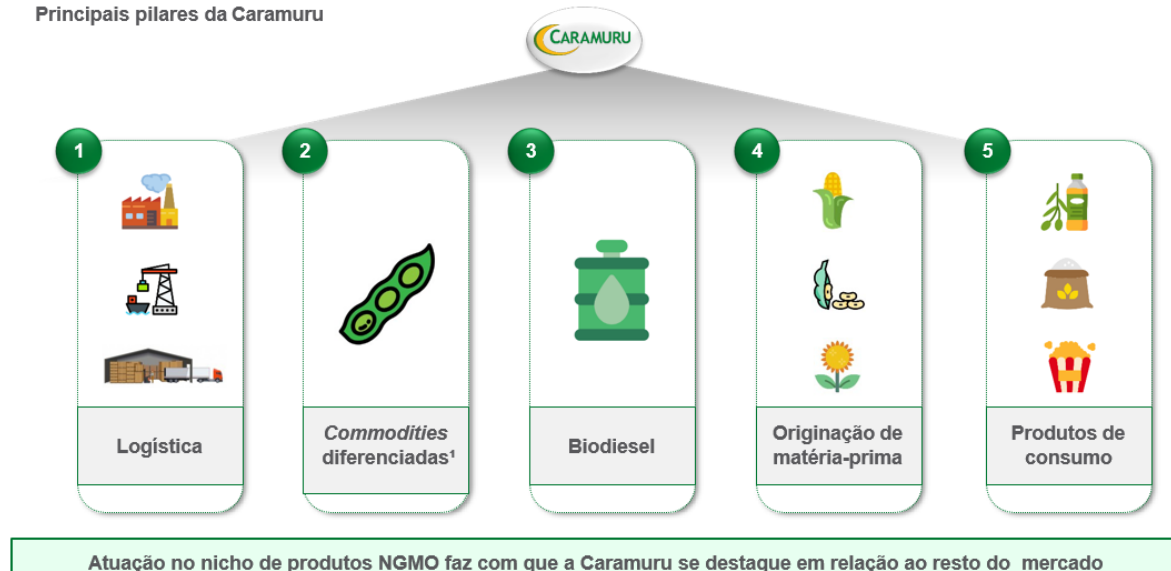 Principais pilares da Caramuru
CARAMURU
1
2
3
4
5
Logística
Commodities
diferenciadas¹
Biodiesel
Originação de
matéria-prima
Produtos de
consumo
Atuação no nicho de produtos NGMO faz com que a Caramuru se destaque em relação ao resto do mercado